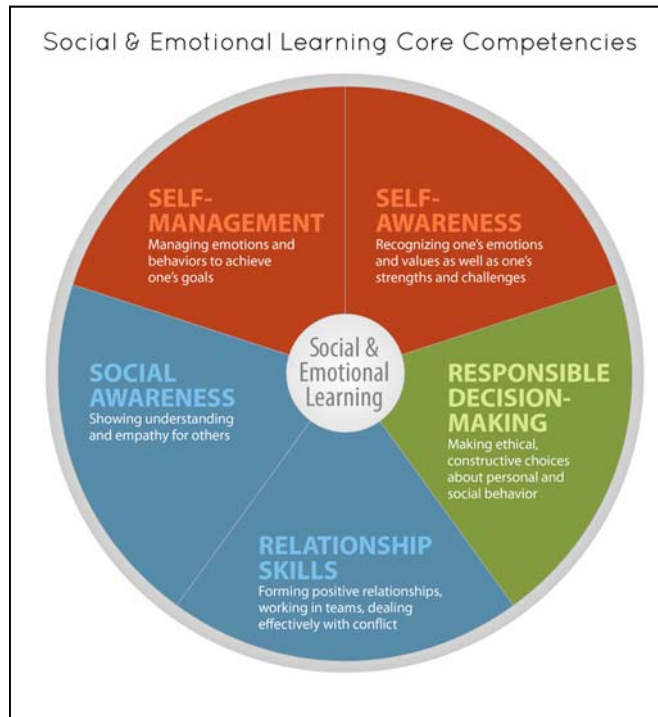 Social & Emotional Learning Core Competencies
SELF-
MANAGEMENT
Managing emotions and
behaviors to achieve
one's goals
SELF-
AWARENESS
Recognizing one's emotions
and values as well as one's
strengths and challenges
SOCIAL
AWARENESS
Showing understanding
and empathy for others
Social &
Emotional
Learning
RESPONSIBLE
DECISION-
MAKING
Making ethical,
constructive choices
about personal and
social behavior
RELATIONSHIP
SKILLS
Forming positive relationships,
working in teams, dealing
effectively with conflict